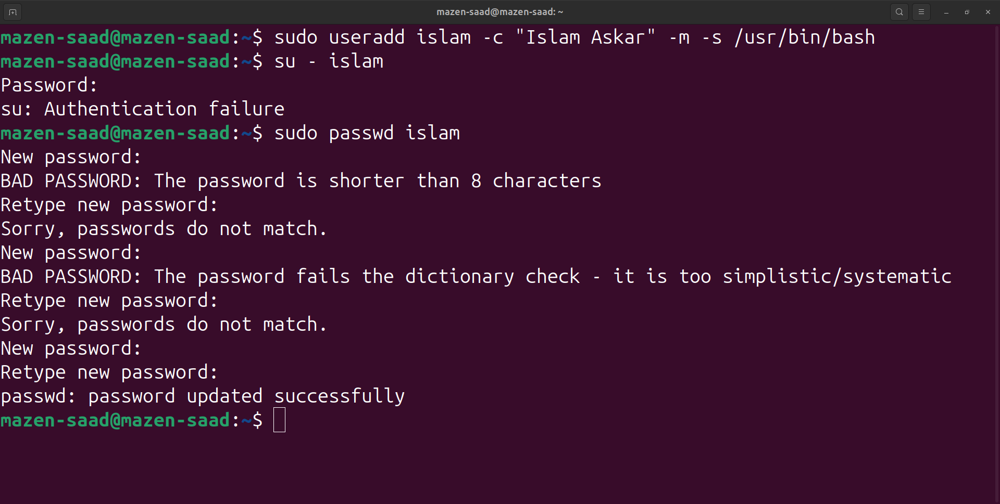 mazen-saad@mazen-saad: ~
mazen-saad@mazen-saad:~$ sudo useradd islam -c "Islam Askar" -m -s /usr/bin/bash
mazen-saad@mazen-saad:~$ su - islam
Password:
su: Authentication failure
mazen-saad@mazen-saad:~$ sudo passwd islam
New password:
BAD PASSWORD: The password is shorter than 8 characters
Retype new password:
Sorry, passwords do not match.
New password:
BAD PASSWORD: The password fails the dictionary check - it is too simplistic/systematic
Retype new password:
Sorry, passwords do not match.
New password:
Retype new password:
passwd: password updated successfully
mazen-saad@mazen-saad:~$